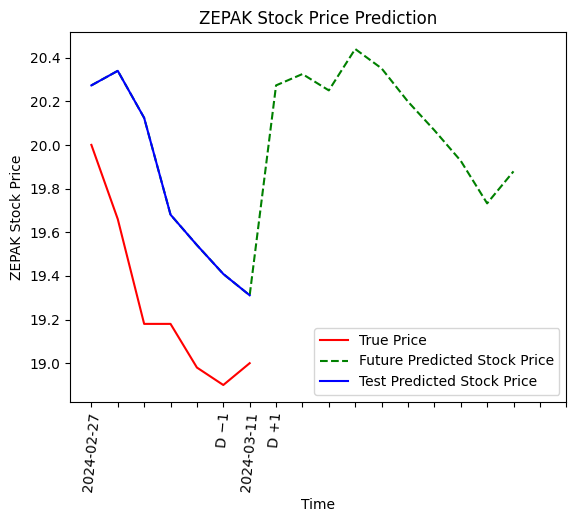 ZEPAK Stock Price Prediction
ZEPAK Stock Price
20.4
20.2
20.0
19.8
19.6
19.4
19.2
19.0
True Price
Future Predicted Stock Price
Test Predicted Stock Price
2024-02-27
D −1
2024-03-11
D +1
Time